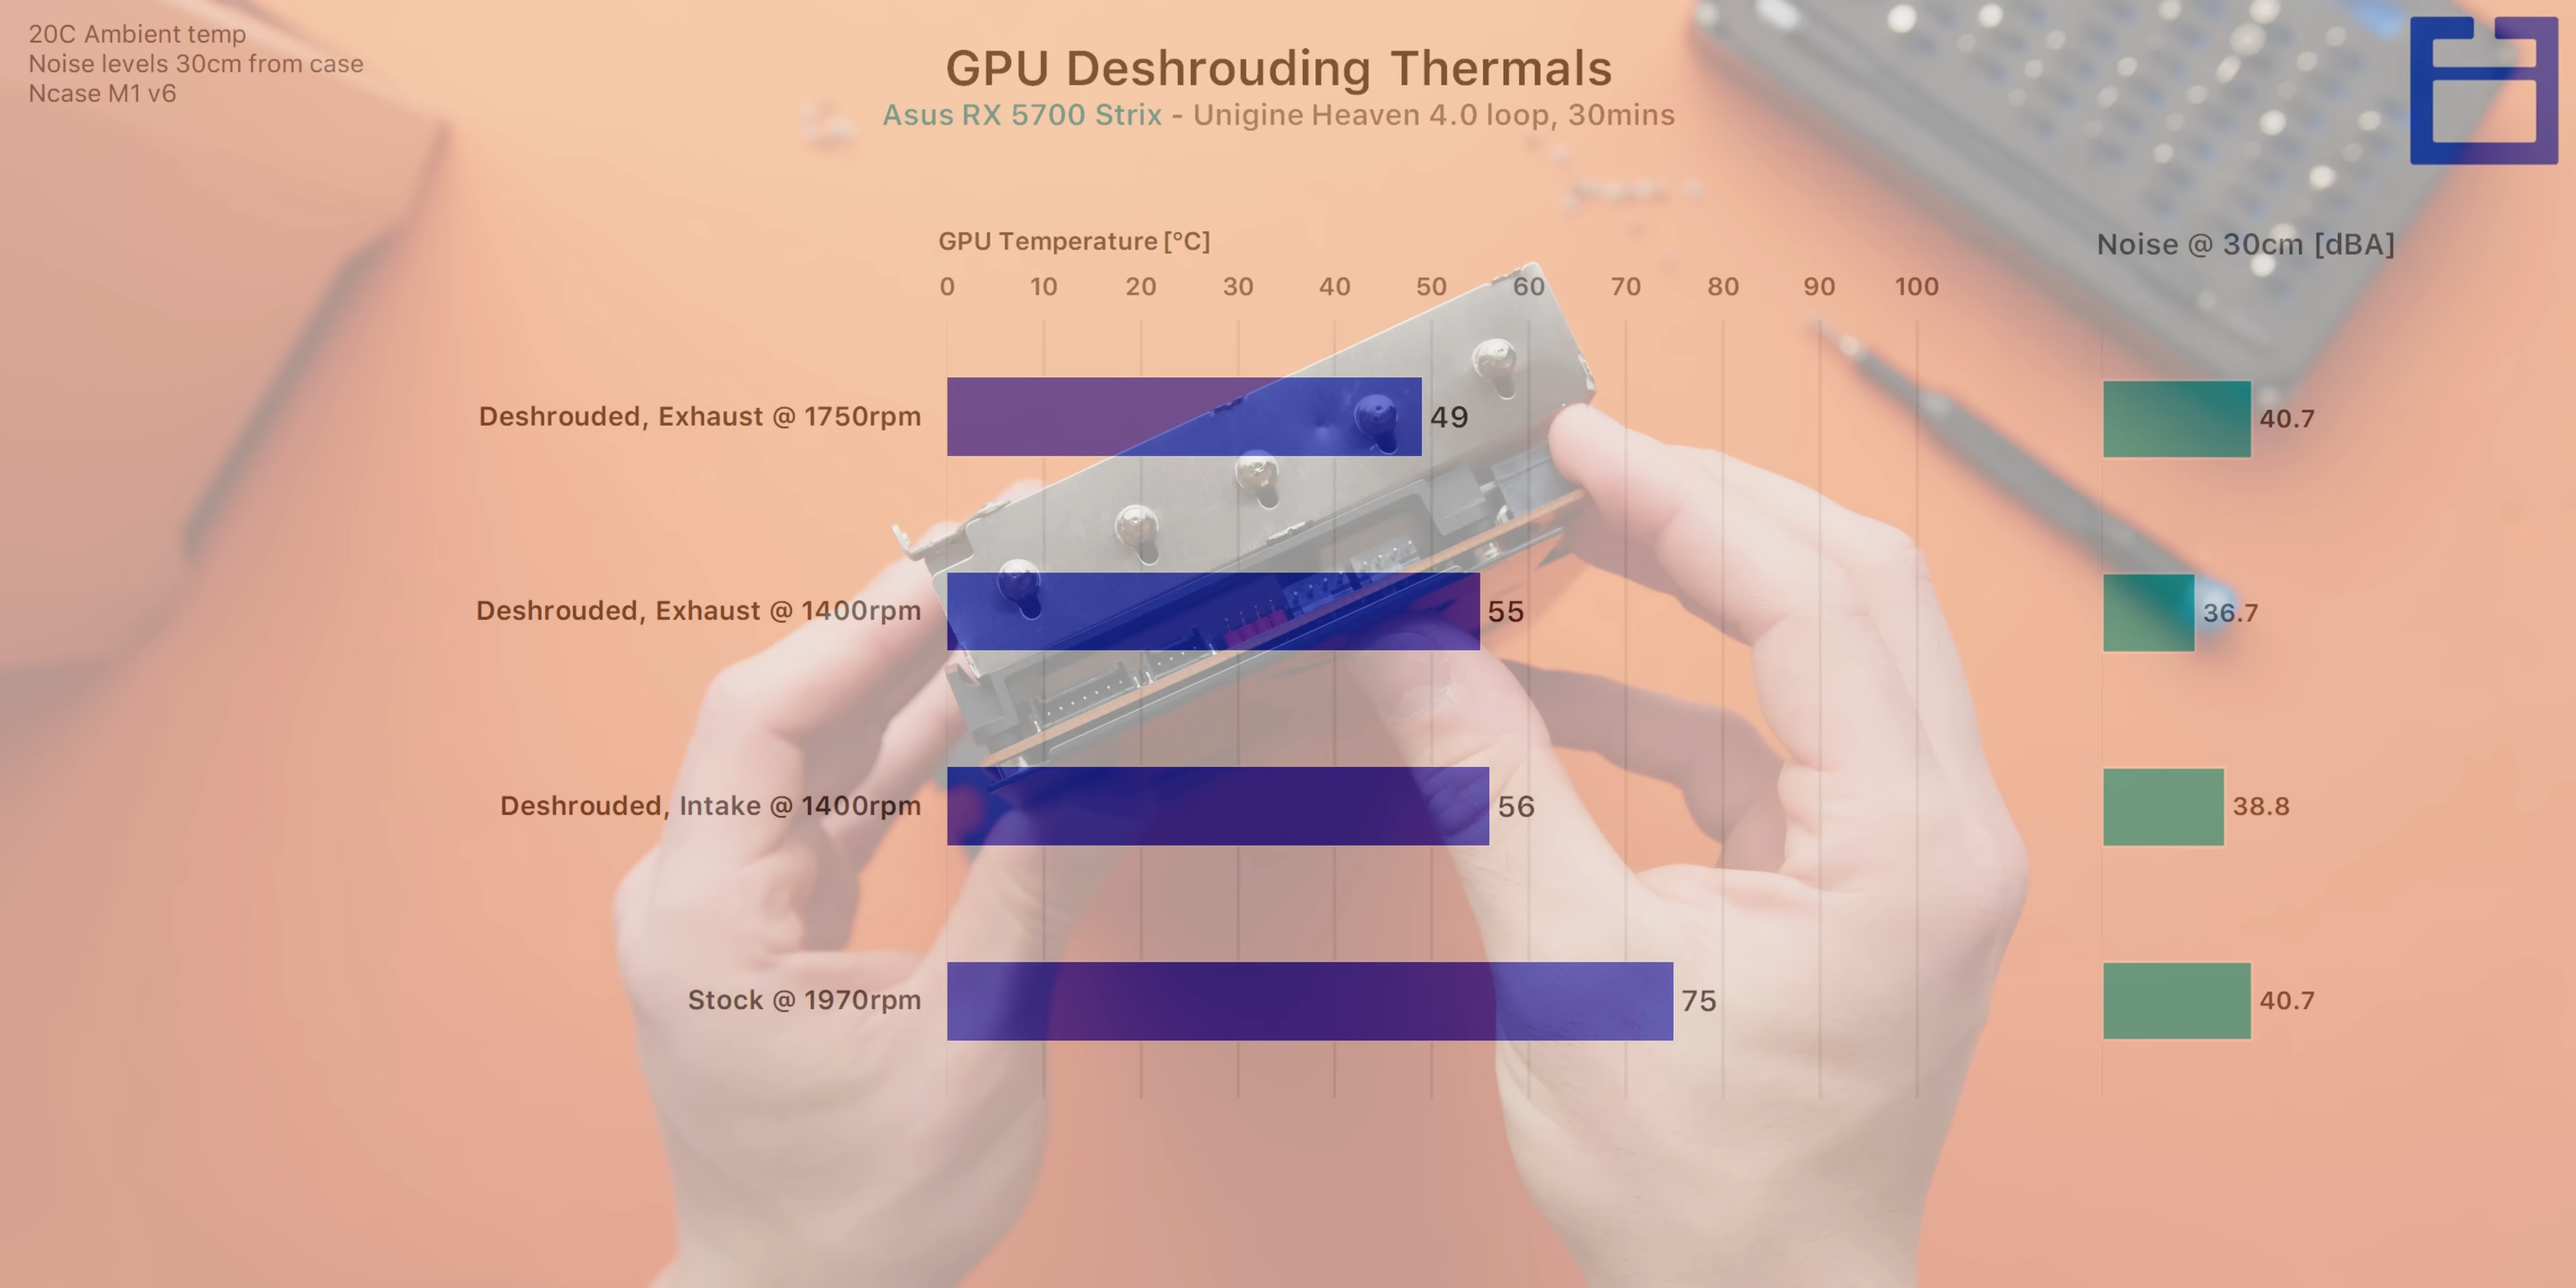 20C Ambient temp
Noise levels 30cm from case
Ncase M1 v6
GPU Deshrouding Thermals
Asus RX 5700 Strix - Unigine Heaven 4.0 loop, 30mins
GPU Temperature [°C]
Noise @ 30cm [dBA]
0 10 20 30 40 50 60 70 80 90 100
Deshrouded, Exhaust @ 1750rpm 49 40.7
Deshrouded, Exhaust @ 1400rpm 55 36.7
Deshrouded, Intake @ 1400rpm 56 38.8
Stock @ 1970rpm 75 40.7